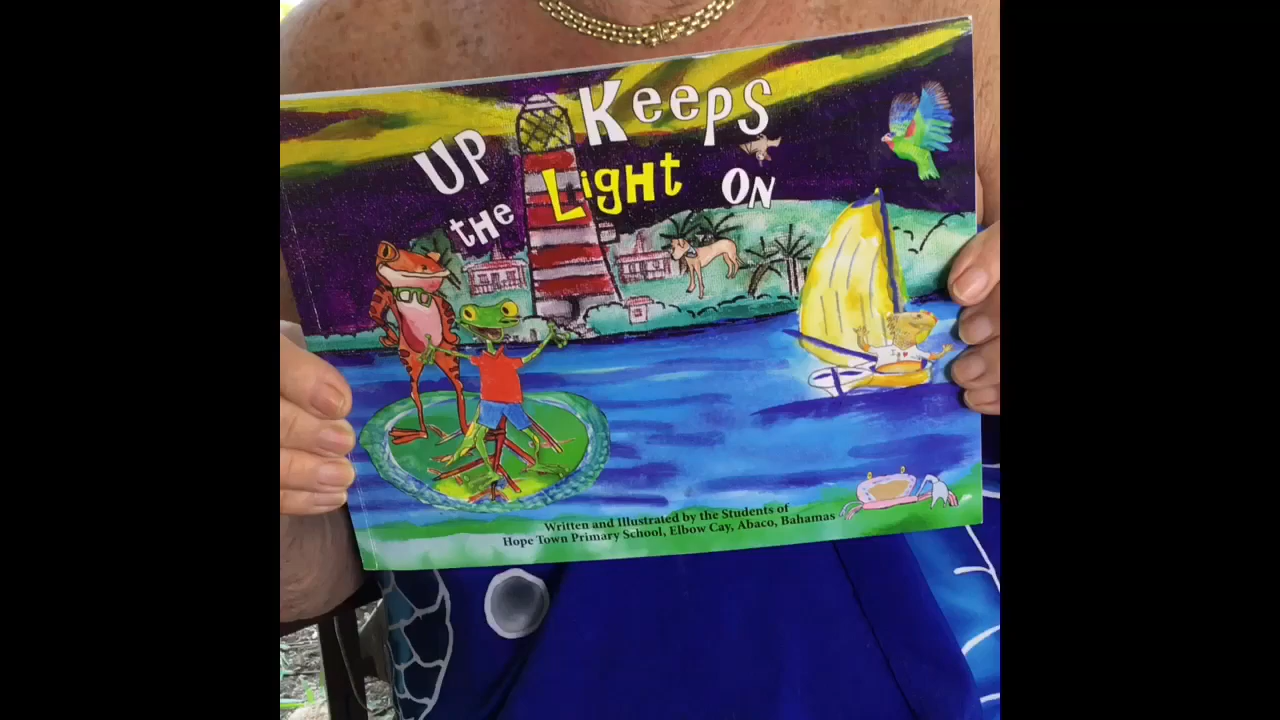 Up Keeps
the Light on
Written and Illustrated by the Students of
Hope Town Primary School, Elbow Cay, Abaco, Bahamas